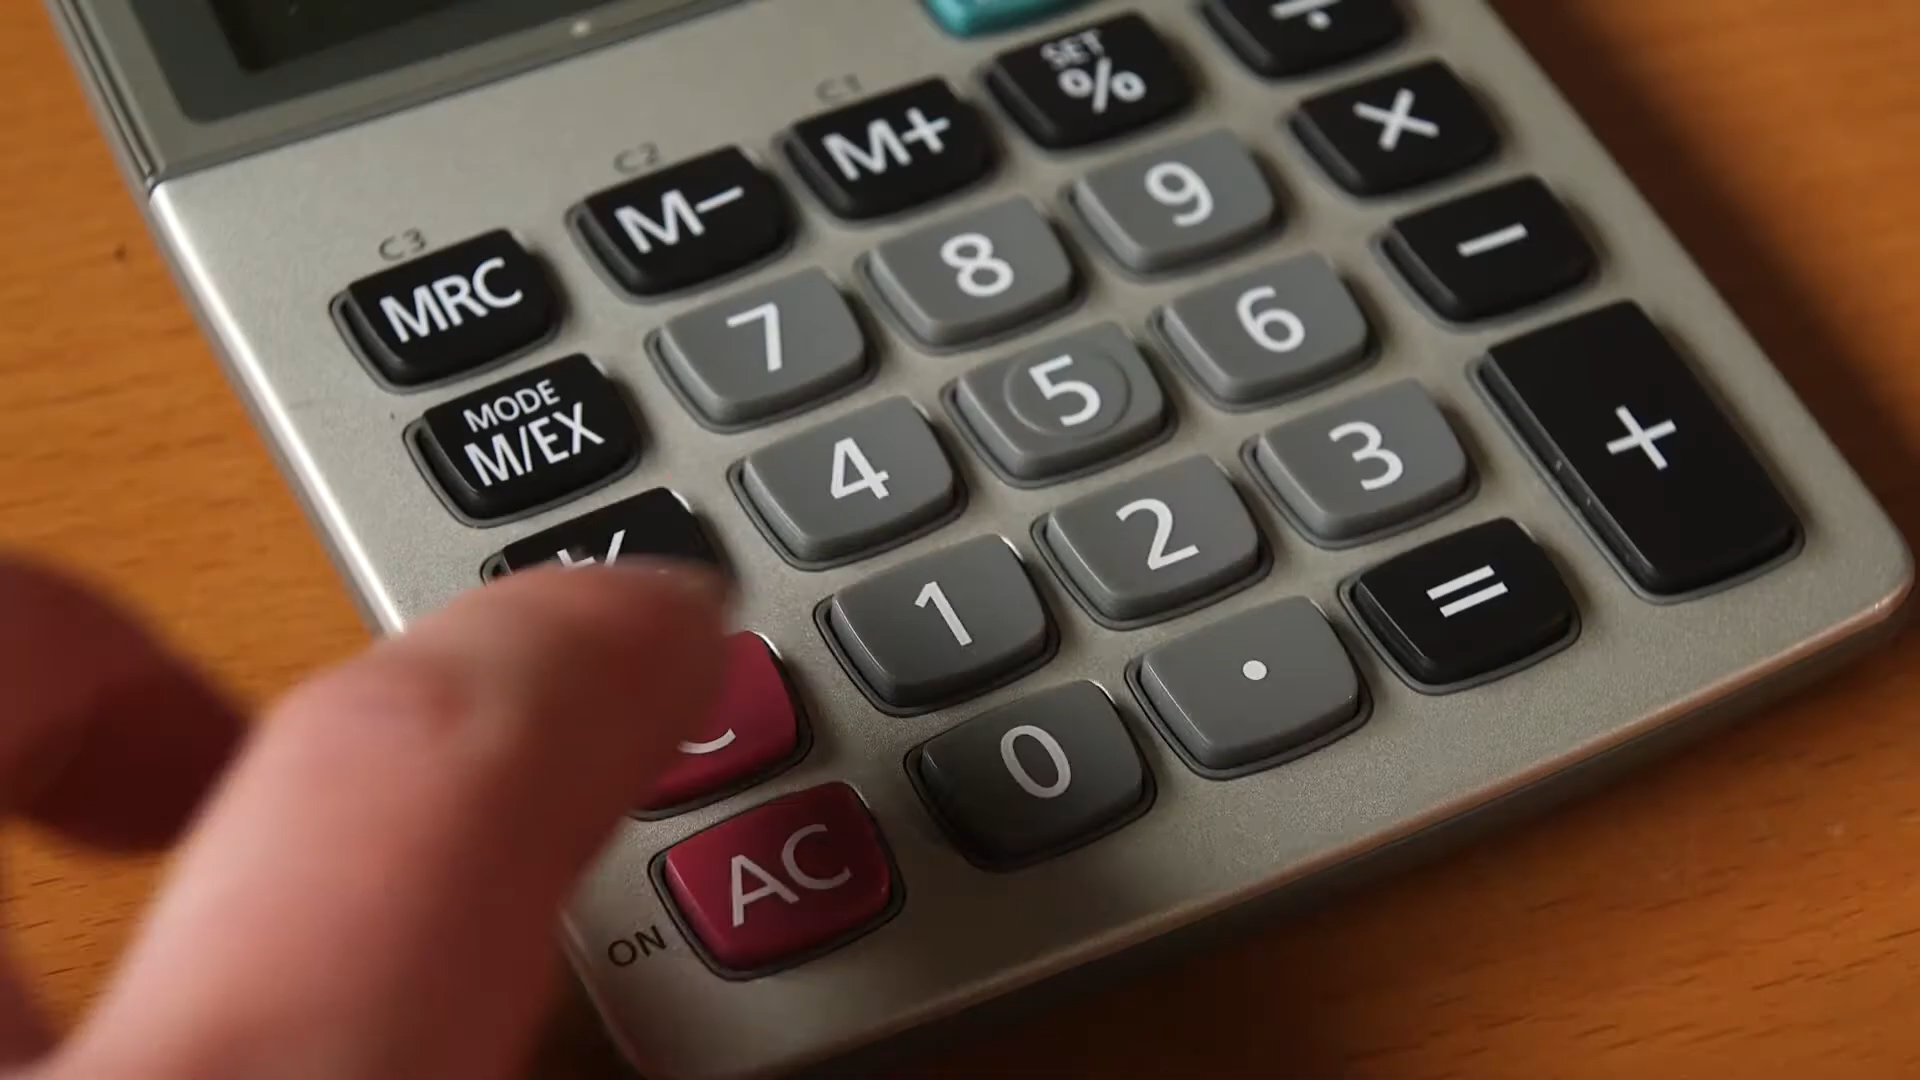 C3 C2 C1
MRC M– M+ SET % ÷
MODE
M/EX 7 8 9 ×
4 5 6 –
1 2 3 +
0 . =
AC
ON